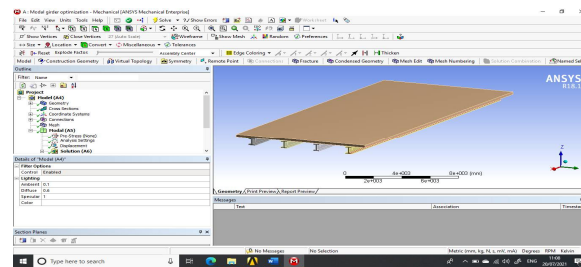 A : Model girder optimization - Mechanical [ANSYS Mechanical Enterprise]
File Edit View Units Tools Help Solve ?/ Show Errors Worksheet
Show Vertices Close Vertices (Auto Scale) Wireframe Show Mesh Random Preferences
Size Location Convert Miscellaneous Tolerances
Reset Explode Factor: Assembly Center Edge Coloring Thicken
Model Construction Geometry Virtual Topology Symmetry Remote Point Connections Fracture Condensed Geometry Mesh Edit Mesh Numbering Solution Combination Named Sel
Outline
Filter: Name
Project
Model (A4)
Geometry
Cross Sections
Coordinate Systems
Connections
Mesh
Modal (A5)
Pre-Stress (None)
Analysis Settings
Displacement
Solution (A6)
ANSYS
R18.1
Z
0 4e+003 8e+003 (mm)
2e+003 6e+003
Details of "Model (A4)"
Filter Options
Control Enabled
Lighting
Ambient 0.1
Diffuse 0.6
Specular 1
Color
Geometry Print Preview Report Preview
Messages
Text Association Timesta
Section Planes
No Messages No Selection Metric (mm, kg, N, s, mV, mA) Degrees RPM Kelvin
Type here to search
ENG 11:00
20/07/2021